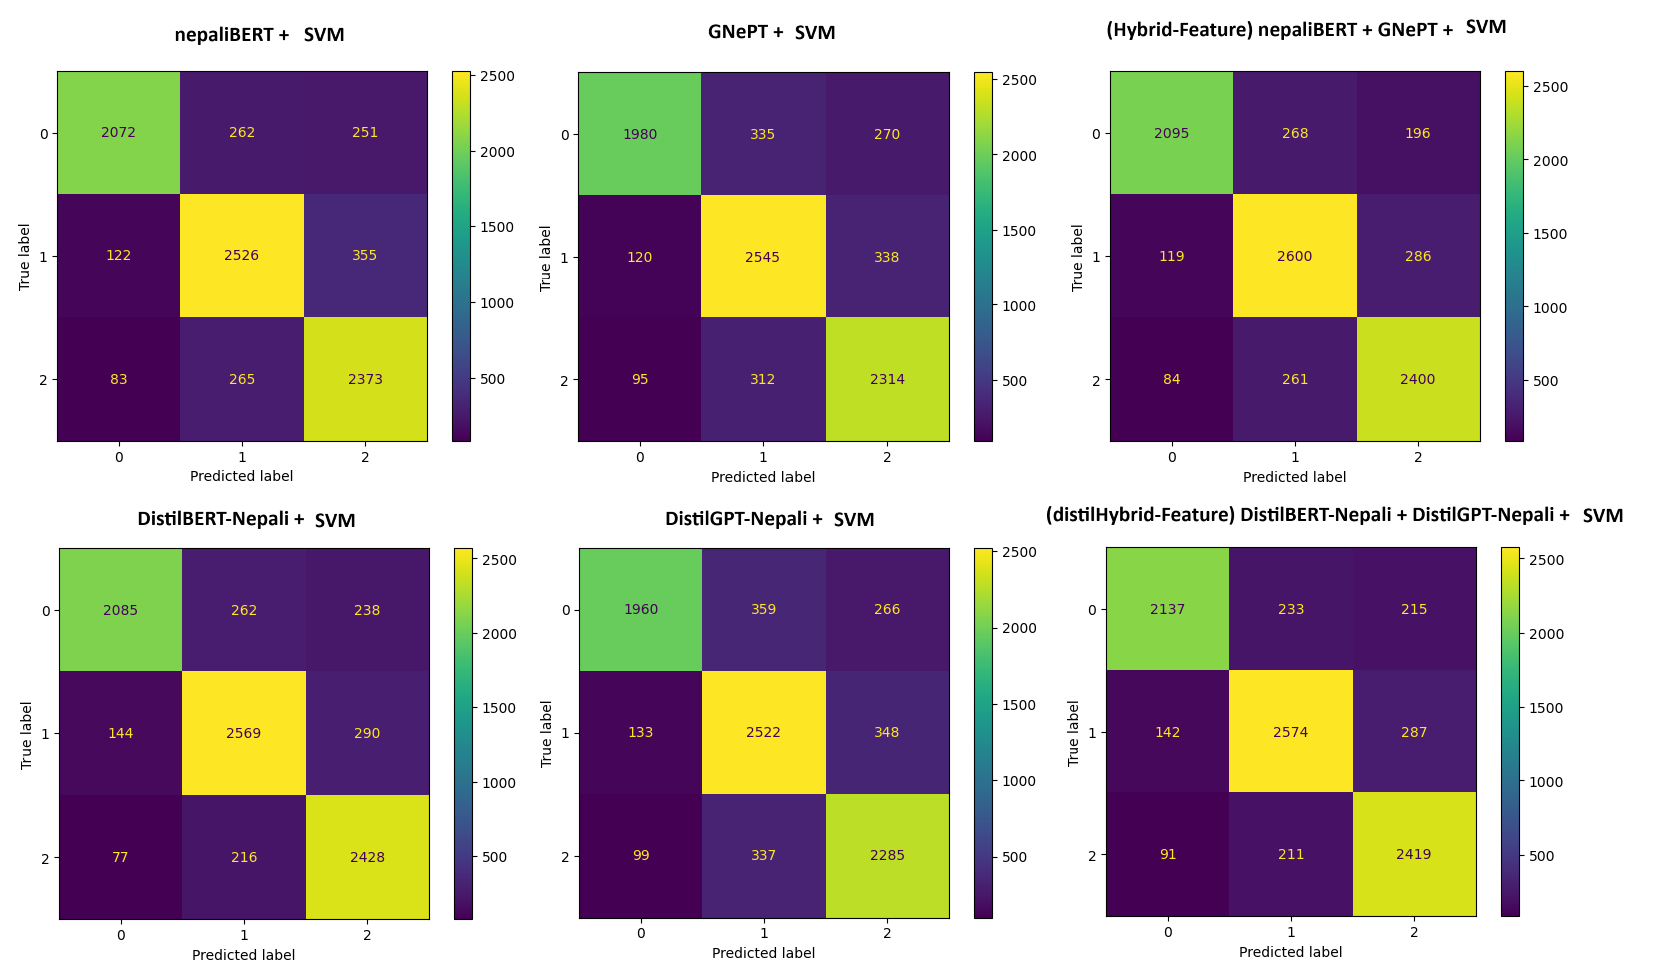 nepaliBERT + SVM
2072 262 251
122 2526 355
83 265 2373
0
1
2
True label
0 1 2
Predicted label
2500
2000
1500
1000
500
GNePT + SVM
1980 335 270
120 2545 338
95 312 2314
0
1
2
True label
0 1 2
Predicted label
2500
2000
1500
1000
500
(Hybrid-Feature) nepaliBERT + GNePT + SVM
2095 268 196
119 2600 286
84 261 2400
0
1
2
True label
0 1 2
Predicted label
2500
2000
1500
1000
500
DistilBERT-Nepali + SVM
2085 262 238
144 2569 290
77 216 2428
0
1
2
True label
0 1 2
Predicted label
2500
2000
1500
1000
500
DistilGPT-Nepali + SVM
1960 359 266
133 2522 348
99 337 2285
0
1
2
True label
0 1 2
Predicted label
2500
2000
1500
1000
500
(distilHybrid-Feature) DistilBERT-Nepali + DistilGPT-Nepali + SVM
2137 233 215
142 2574 287
91 211 2419
0
1
2
True label
0 1 2
Predicted label
2500
2000
1500
1000
500